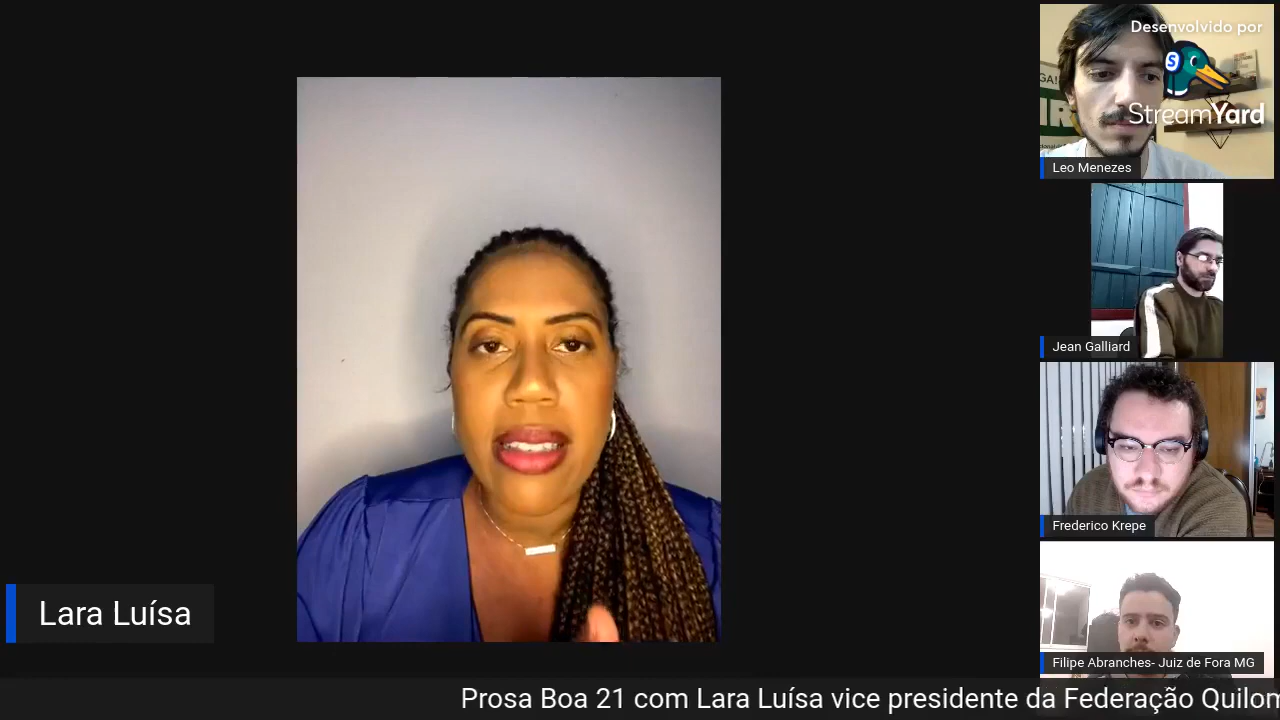 Desenvolvido por
StreamYard
Leo Menezes
Jean Galliard
Frederico Krepe
Filipe Abranches- Juiz de Fora MG
Lara Luísa
Prosa Boa 21 com Lara Luísa vice presidente da Federação